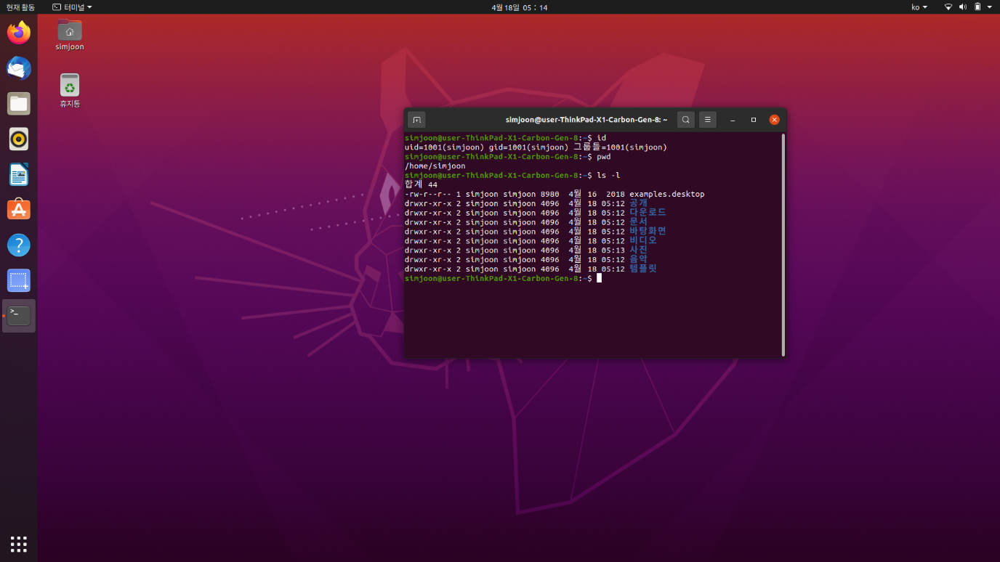 현재 활동 터미널 4월 18일 05 : 14 ko
simjoon
휴지통
simjoon@user-ThinkPad-X1-Carbon-Gen-8: ~
simjoon@user-ThinkPad-X1-Carbon-Gen-8:~$ id
uid=1001(simjoon) gid=1001(simjoon) 그룹들=1001(simjoon)
simjoon@user-ThinkPad-X1-Carbon-Gen-8:~$ pwd
/home/simjoon
simjoon@user-ThinkPad-X1-Carbon-Gen-8:~$ ls -l
합계 44
-rw-r--r-- 1 simjoon simjoon 8980  4월 16  2018 examples.desktop
drwxr-xr-x 2 simjoon simjoon 4096  4월 18 05:12 공개
drwxr-xr-x 2 simjoon simjoon 4096  4월 18 05:12 다운로드
drwxr-xr-x 2 simjoon simjoon 4096  4월 18 05:12 문서
drwxr-xr-x 2 simjoon simjoon 4096  4월 18 05:12 바탕화면
drwxr-xr-x 2 simjoon simjoon 4096  4월 18 05:12 비디오
drwxr-xr-x 2 simjoon simjoon 4096  4월 18 05:13 사진
drwxr-xr-x 2 simjoon simjoon 4096  4월 18 05:12 음악
drwxr-xr-x 2 simjoon simjoon 4096  4월 18 05:12 템플릿
simjoon@user-ThinkPad-X1-Carbon-Gen-8:~$